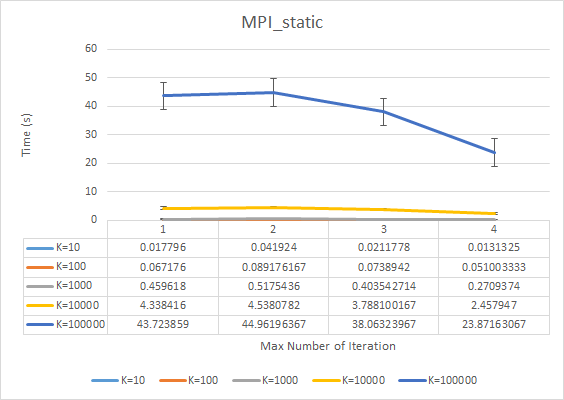 MPI_static
60
50
40
30
20
10
0
Time (s)
1 2 3 4
K=10 0.017796 0.041924 0.0211778 0.0131325
K=100 0.067176 0.089176167 0.0738942 0.051003333
K=1000 0.459618 0.5175436 0.403542714 0.2709374
K=10000 4.338416 4.5380782 3.788100167 2.457947
K=100000 43.723859 44.96196367 38.06323967 23.87163067
Max Number of Iteration
K=10 K=100 K=1000 K=10000 K=100000